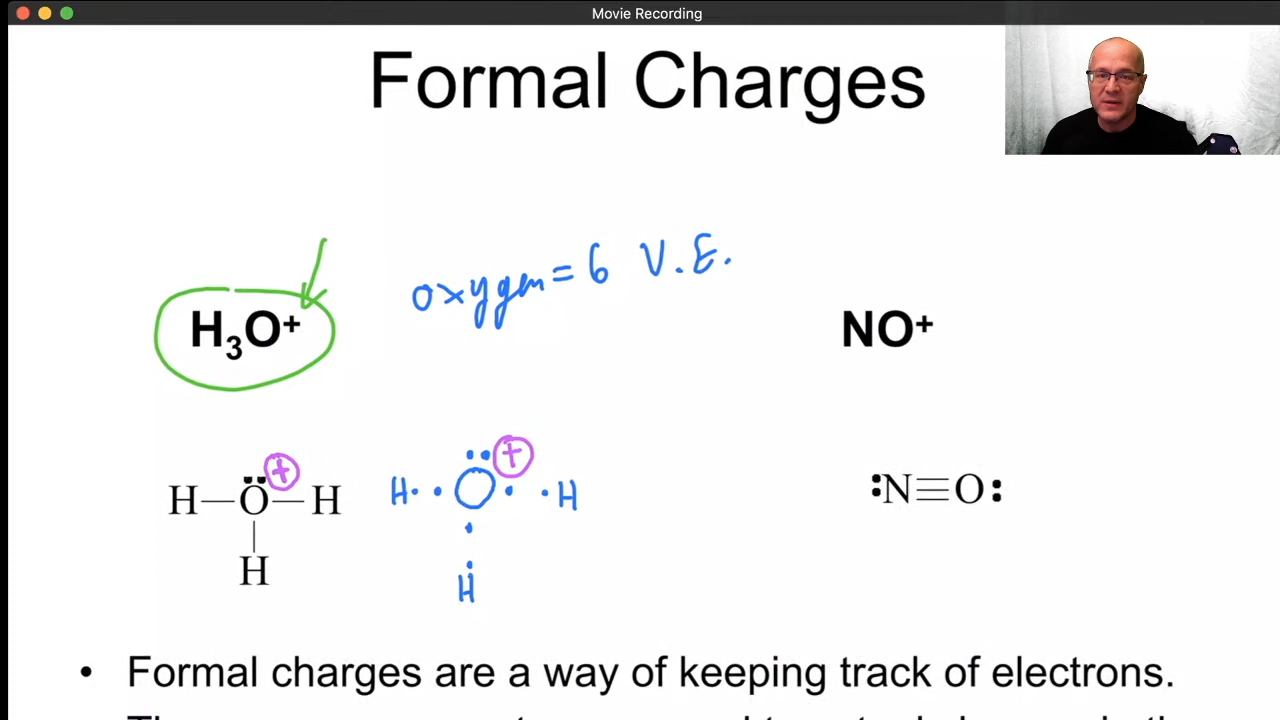 Movie Recording
Formal Charges
oxygen = 6 V.E.
H₃O⁺
NO⁺
H—Ö—H
H
+
H· ·O· ·H
+
H
:N≡O:
• Formal charges are a way of keeping track of electrons.